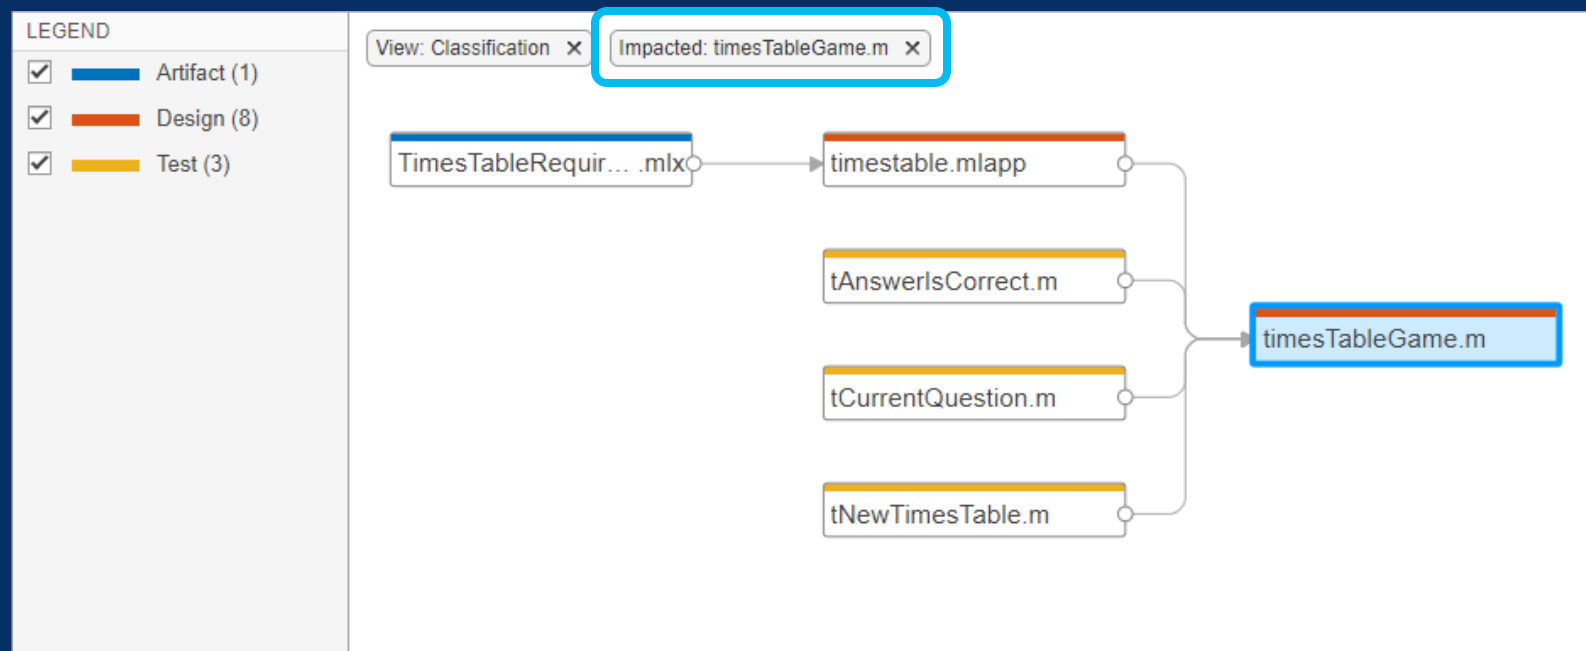 LEGEND
Artifact (1)
Design (8)
Test (3)
View: Classification
Impacted: timesTableGame.m
TimesTableRequir... .mlx
timestable.mlapp
tAnswerIsCorrect.m
timesTableGame.m
tCurrentQuestion.m
tNewTimesTable.m